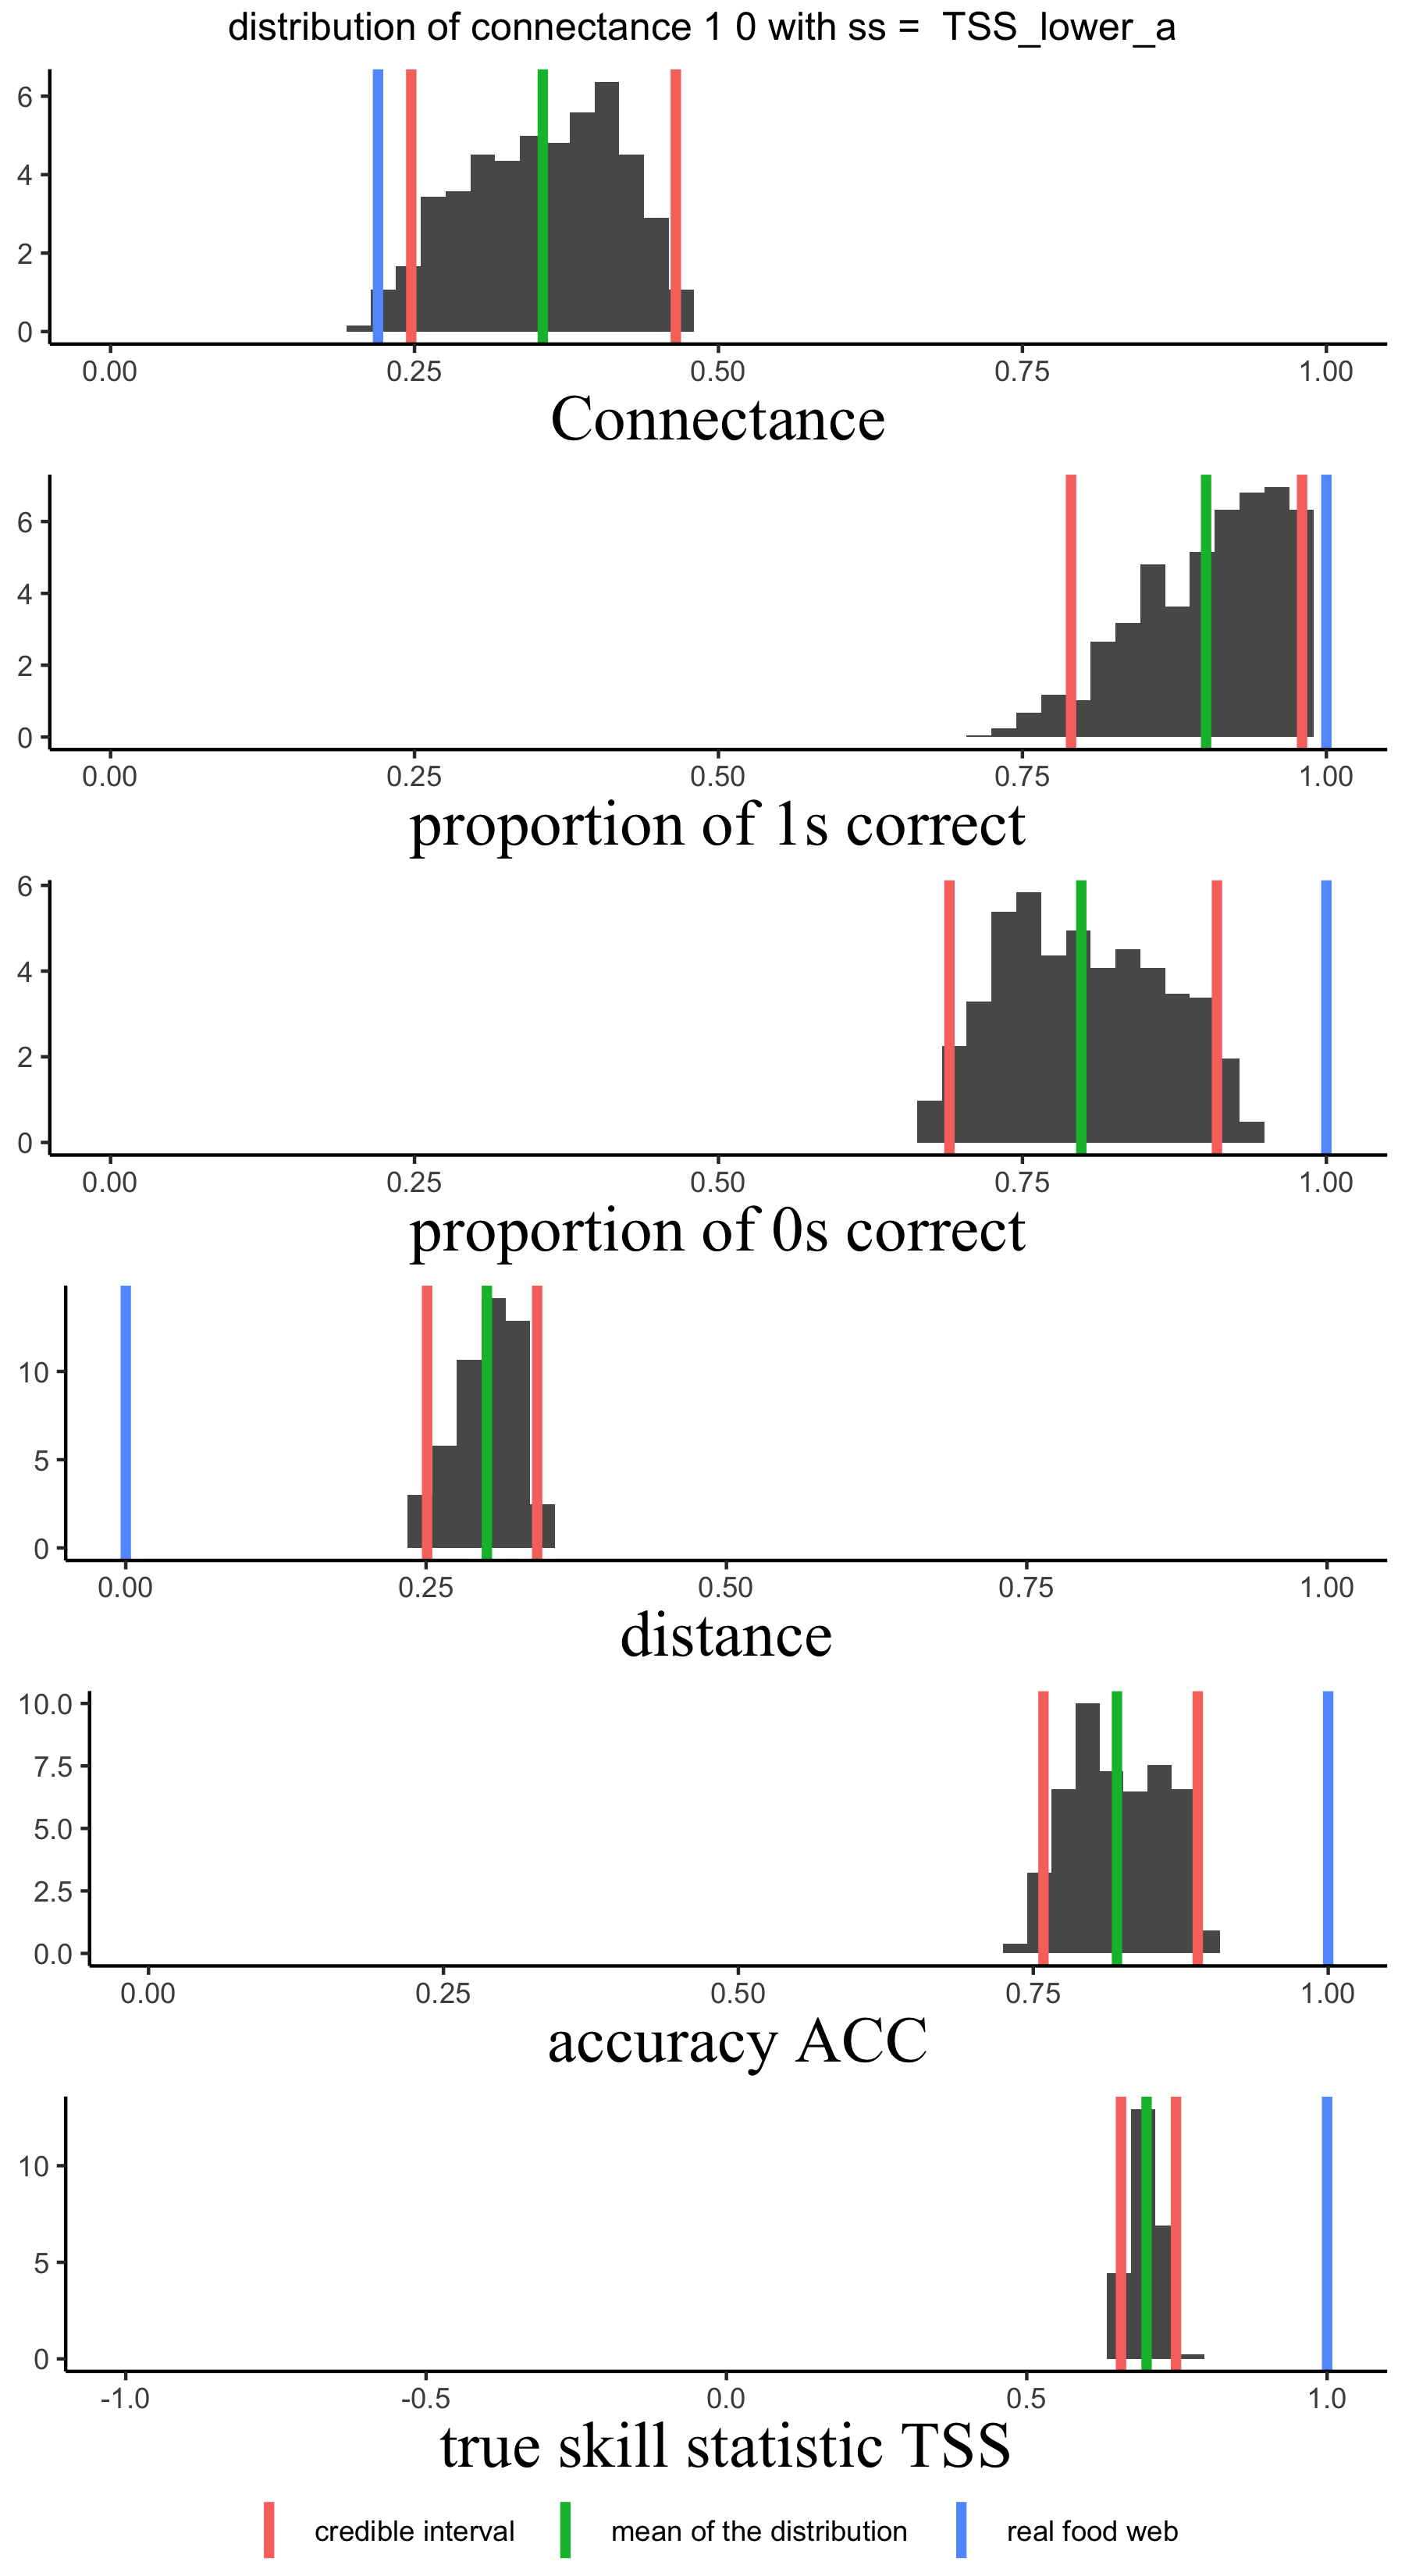 distribution of connectance 1 0 with ss =  TSS_lower_a
6
4
2
0
0.00 0.25 0.50 0.75 1.00
Connectance
6
4
2
0
0.00 0.25 0.50 0.75 1.00
proportion of 1s correct
6
4
2
0
0.00 0.25 0.50 0.75 1.00
proportion of 0s correct
10
5
0
0.00 0.25 0.50 0.75 1.00
distance
10.0
7.5
5.0
2.5
0.0
0.00 0.25 0.50 0.75 1.00
accuracy ACC
10
5
0
-1.0 -0.5 0.0 0.5 1.0
true skill statistic TSS
credible interval mean of the distribution real food web